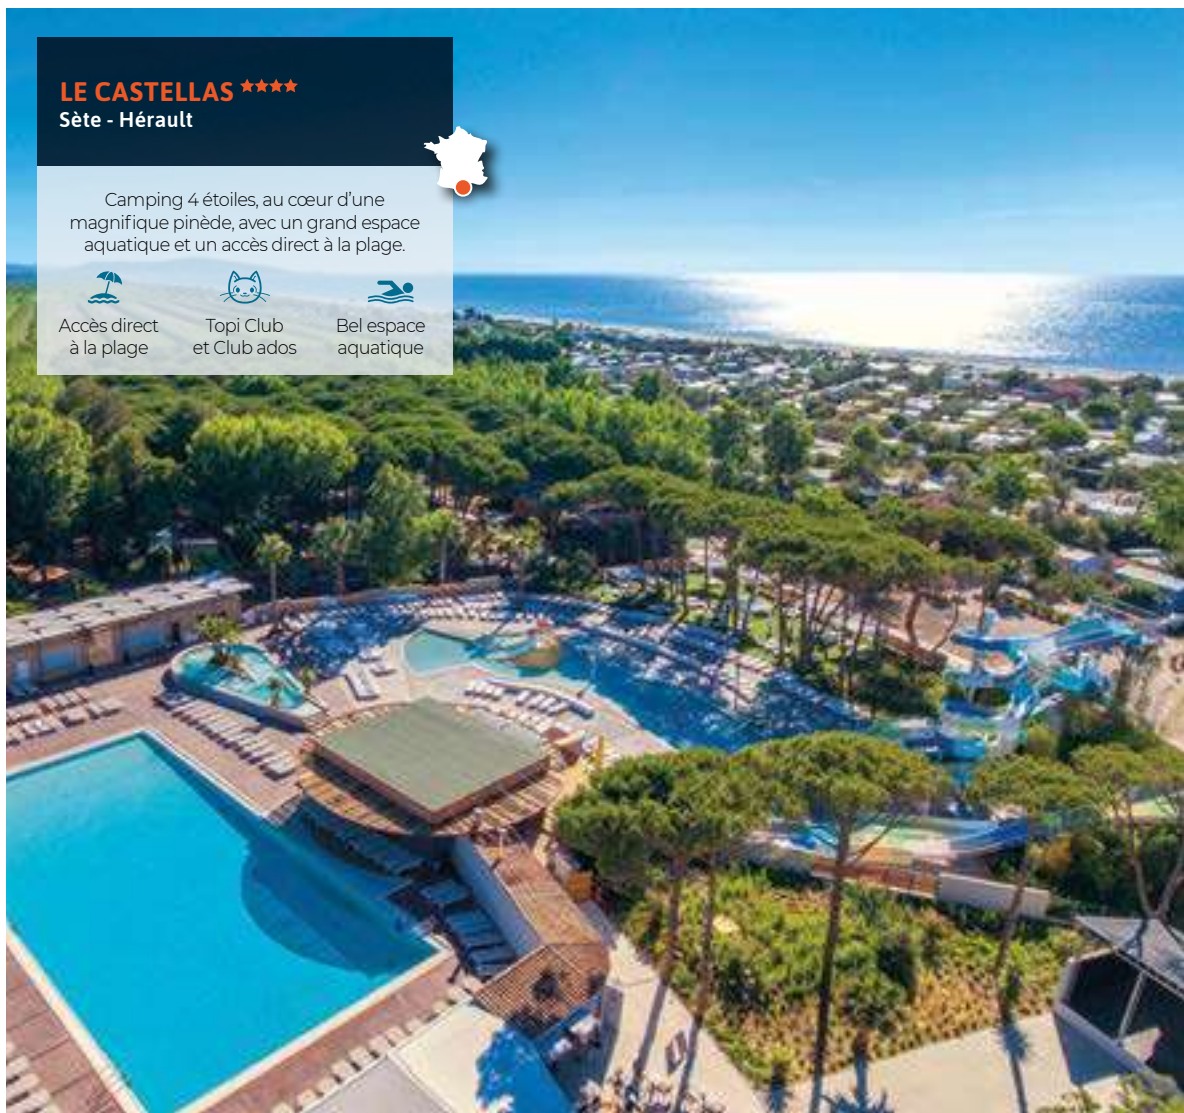 LE CASTELLAS ★★★★
Sète - Hérault
Camping 4 étoiles, au cœur d’une
magnifique pinède, avec un grand espace
aquatique et un accès direct à la plage.
Accès direct
à la plage
Topi Club
et Club ados
Bel espace
aquatique